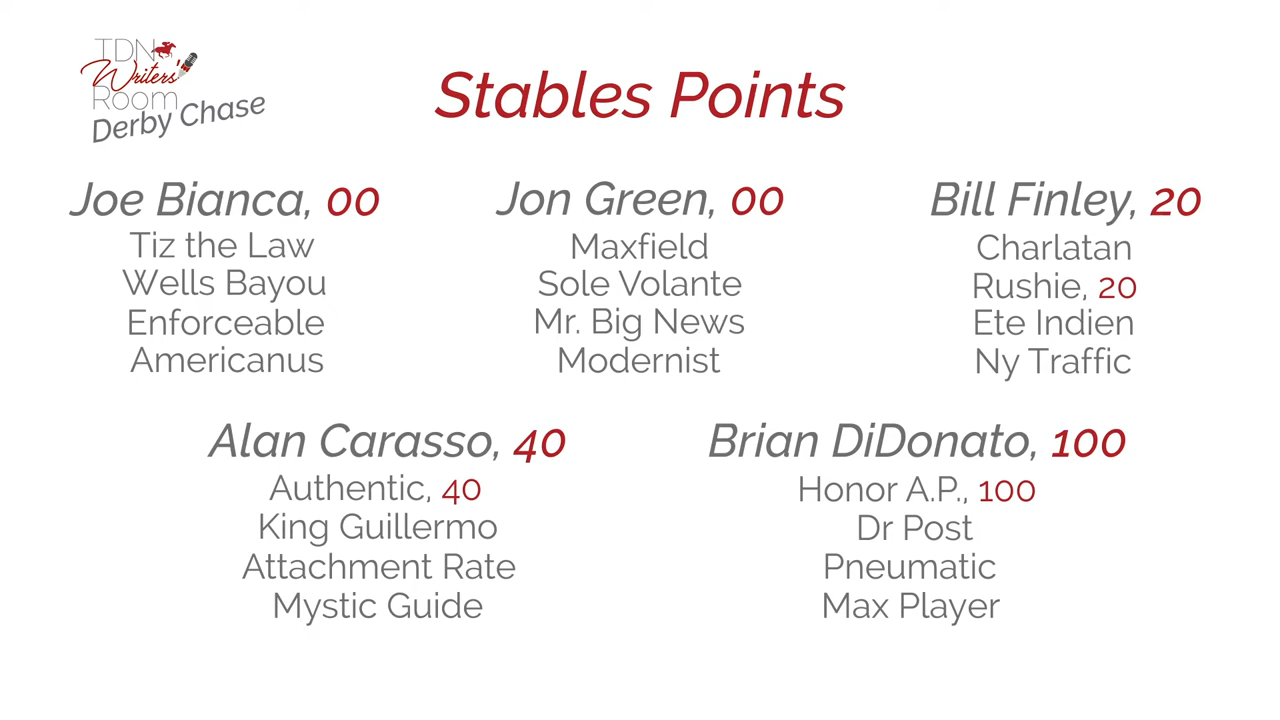 TDN
Writers'
Room
Derby Chase
Stables Points
Joe Bianca, 00
Tiz the Law
Wells Bayou
Enforceable
Americanus
Jon Green, 00
Maxfield
Sole Volante
Mr. Big News
Modernist
Bill Finley, 20
Charlatan
Rushie, 20
Ete Indien
Ny Traffic
Alan Carasso, 40
Authentic, 40
King Guillermo
Attachment Rate
Mystic Guide
Brian DiDonato, 100
Honor A.P., 100
Dr Post
Pneumatic
Max Player